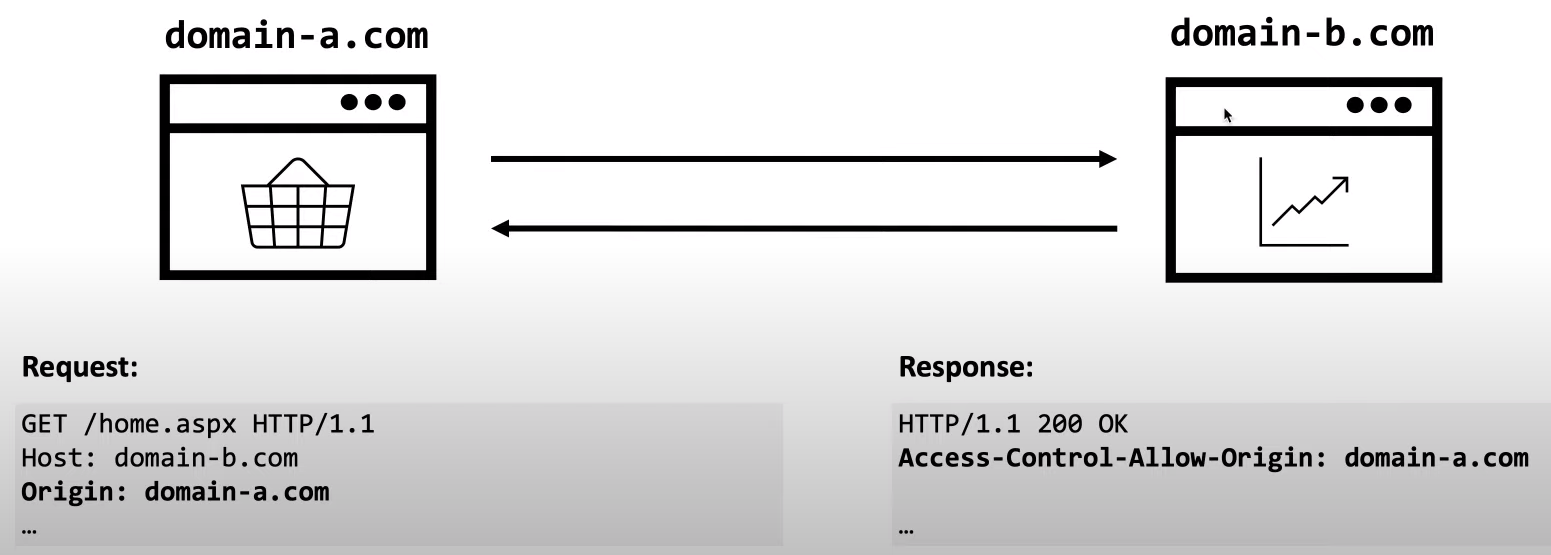 domain-a.com
domain-b.com
Request:
GET /home.aspx HTTP/1.1
Host: domain-b.com
Origin: domain-a.com
…
Response:
HTTP/1.1 200 OK
Access-Control-Allow-Origin: domain-a.com
…